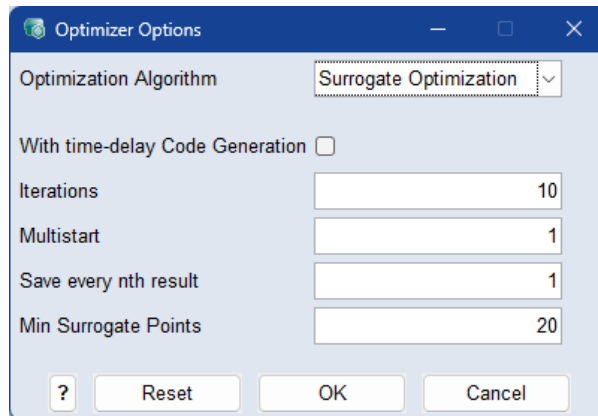 Optimizer Options
Optimization Algorithm Surrogate Optimization
With time-delay Code Generation
Iterations 10
Multistart 1
Save every nth result 1
Min Surrogate Points 20
? Reset OK Cancel